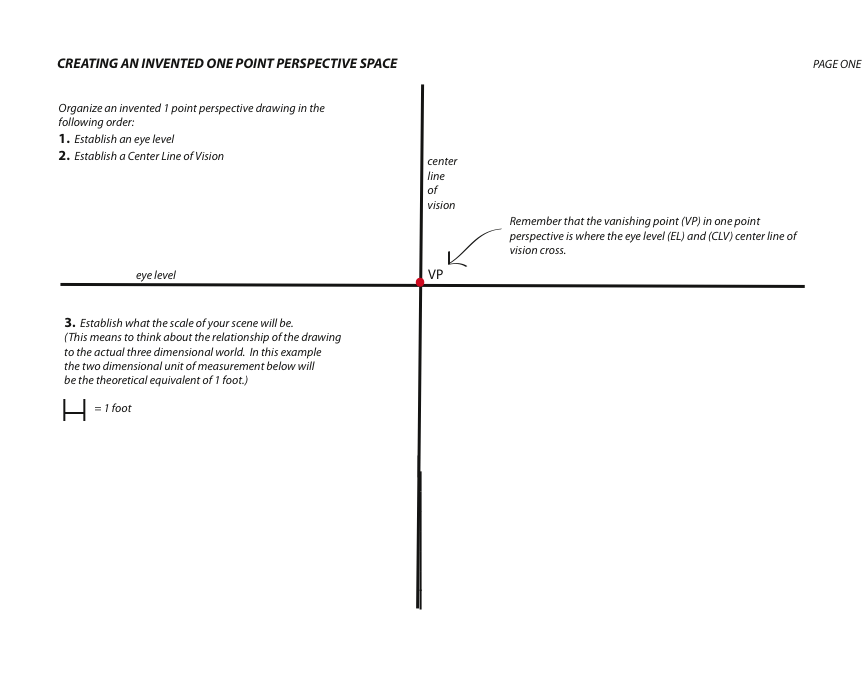 CREATING AN INVENTED ONE POINT PERSPECTIVE SPACE
PAGE ONE
Organize an invented 1 point perspective drawing in the
following order:
1. Establish an eye level
2. Establish a Center Line of Vision
center
line
of
vision
Remember that the vanishing point (VP) in one point
perspective is where the eye level (EL) and (CLV) center line of
vision cross.
eye level
VP
3. Establish what the scale of your scene will be.
(This means to think about the relationship of the drawing
to the actual three dimensional world. In this example
the two dimensional unit of measurement below will
be the theoretical equivalent of 1 foot.)
= 1 foot